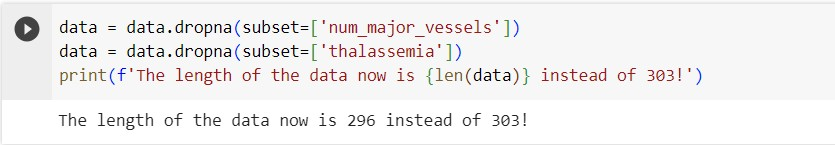 data = data.dropna(subset=['num_major_vessels'])
data = data.dropna(subset=['thalassemia'])
print(f'The length of the data now is {len(data)} instead of 303!')
The length of the data now is 296 instead of 303!